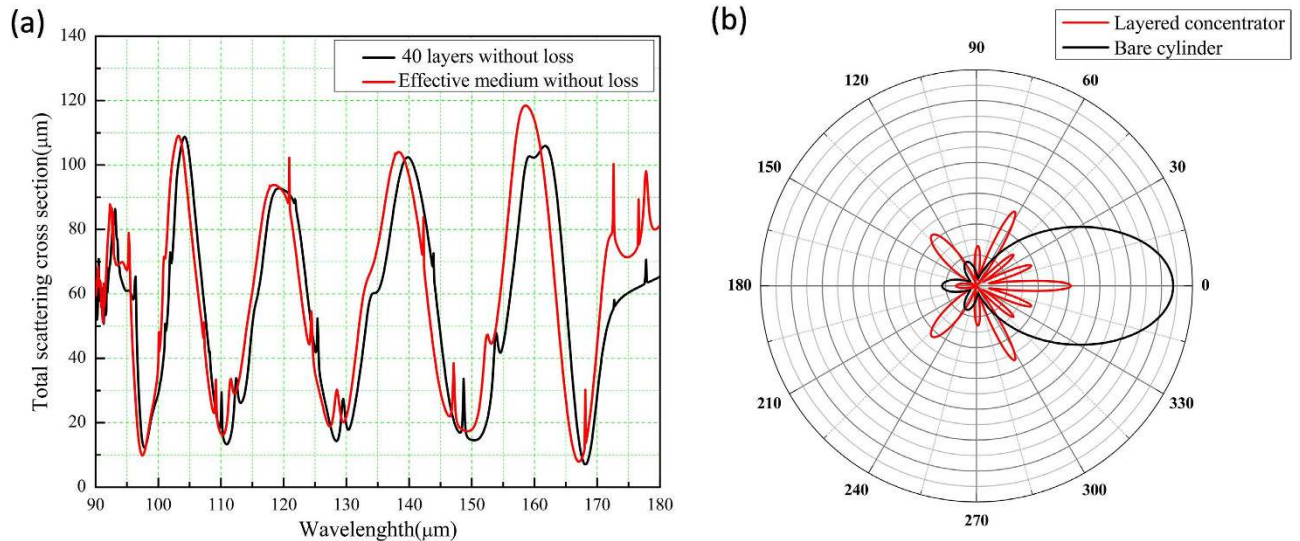 (a)
140
120
100
80
60
40
20
0
Total scattering cross section(μm)
40 layers without loss
Effective medium without loss
90 100 110 120 130 140 150 160 170 180
Wavelenghth(μm)
(b)
Layered concentrator
Bare cylinder
90
120 60
150 30
180 0
210 330
240 300
270